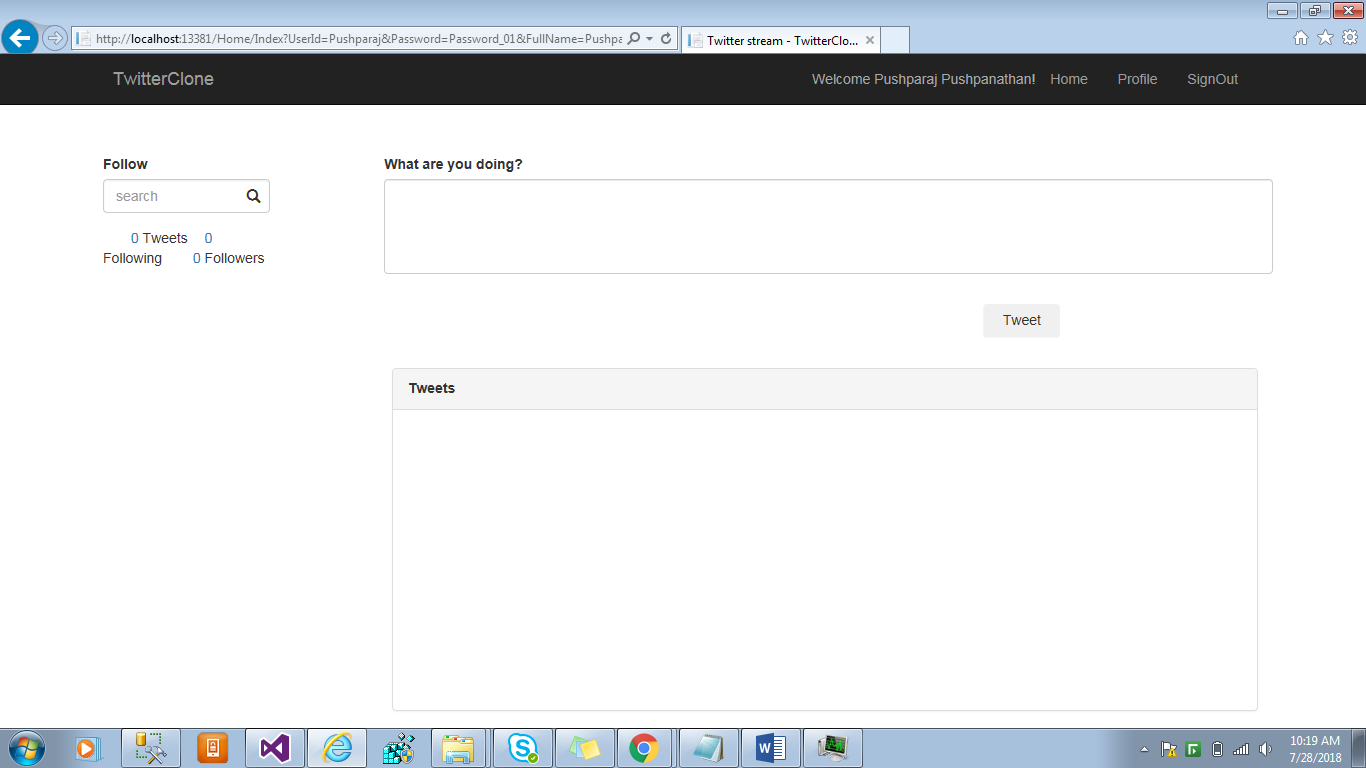 http://localhost:13381/Home/Index?UserId=Pushparaj&Password=Password_01&FullName=Pushpa
Twitter stream - TwitterClo...
TwitterClone
Welcome Pushparaj Pushpanathan! Home Profile SignOut
Follow
search
0 Tweets 0
Following 0 Followers
What are you doing?
Tweet
Tweets
10:19 AM
7/28/2018